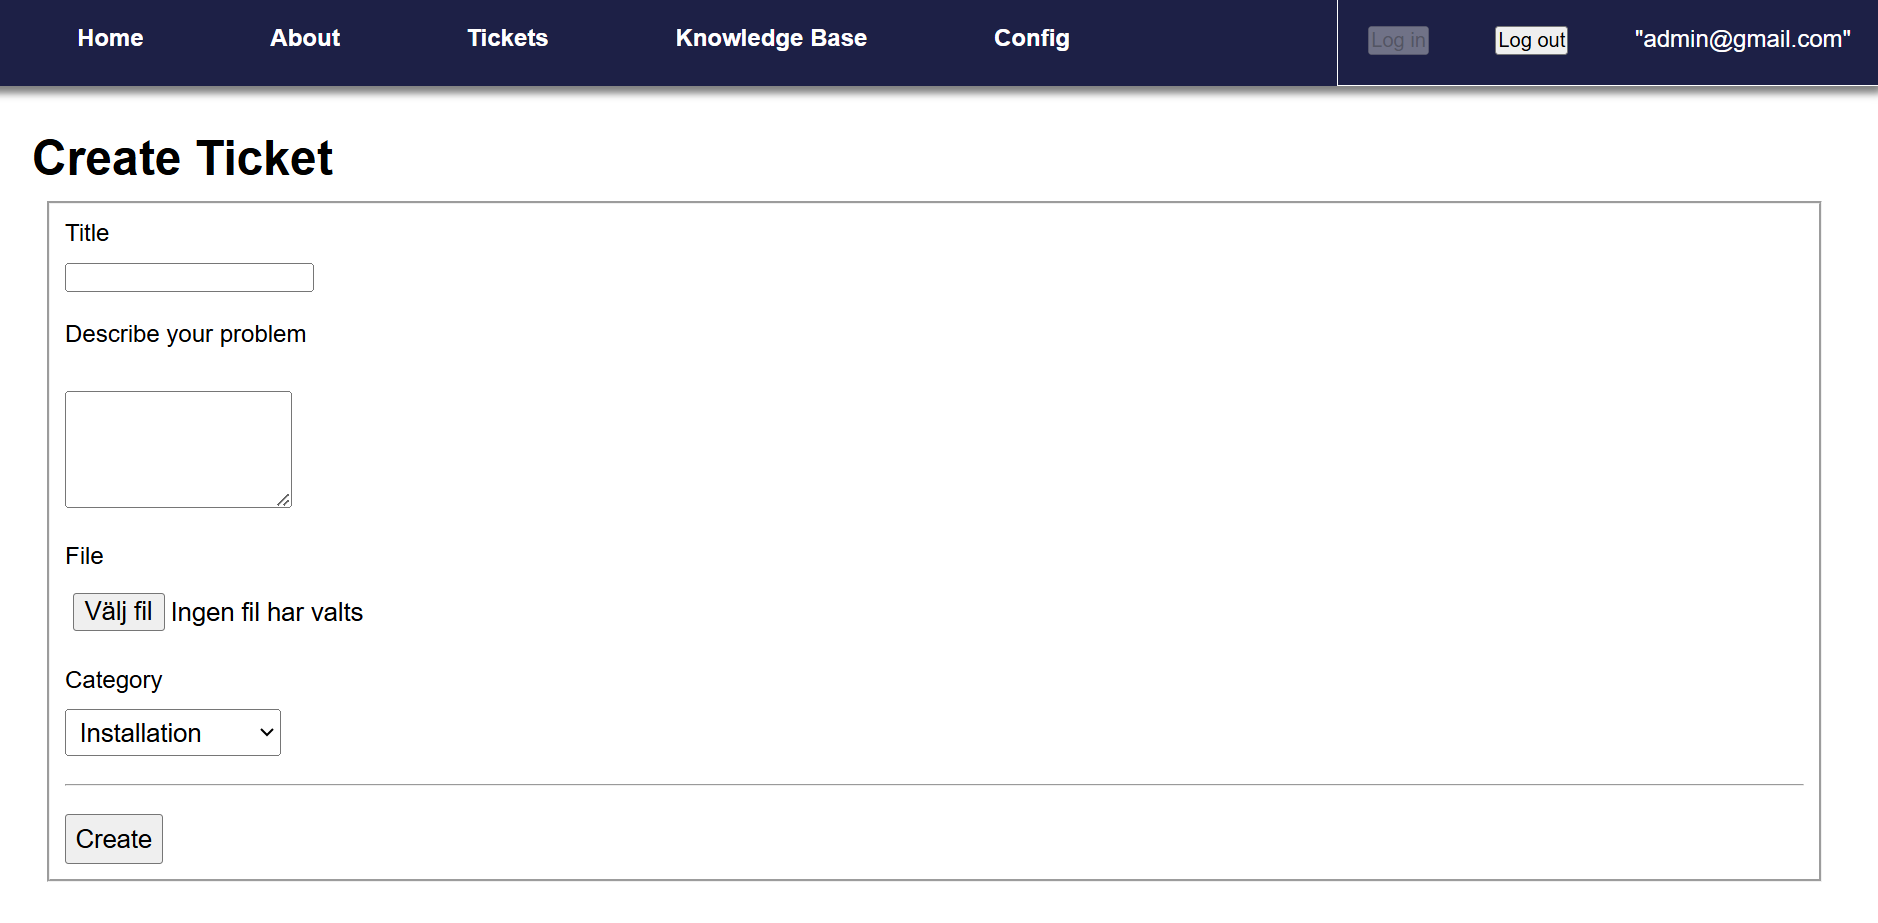 Home About Tickets Knowledge Base Config Log in Log out "admin@gmail.com"
Create Ticket
Title
Describe your problem
File
Välj fil Ingen fil har valts
Category
Installation
Create